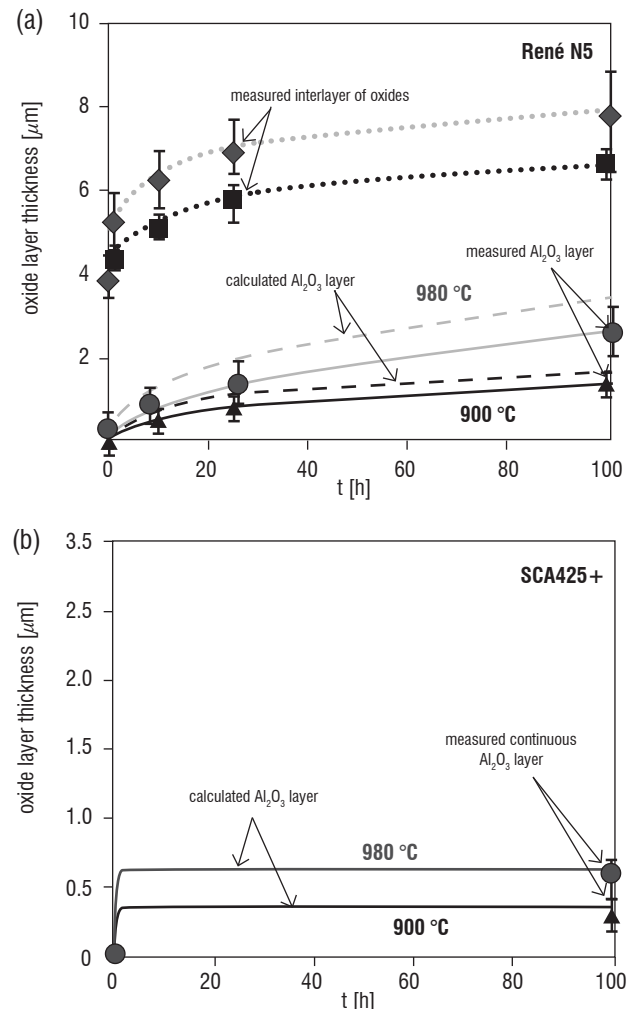 (a)
10
8
6
4
2
oxide layer thickness [µm]
René N5
measured interlayer of oxides
measured Al₂O₃ layer
calculated Al₂O₃ layer
980 °C
900 °C
0
20
40
60
80
100
t [h]
(b)
3.5
3.0
2.5
2.0
1.5
1.0
0.5
0
oxide layer thickness [µm]
SCA425+
measured continuous
Al₂O₃ layer
calculated Al₂O₃ layer
980 °C
900 °C
0
20
40
60
80
100
t [h]